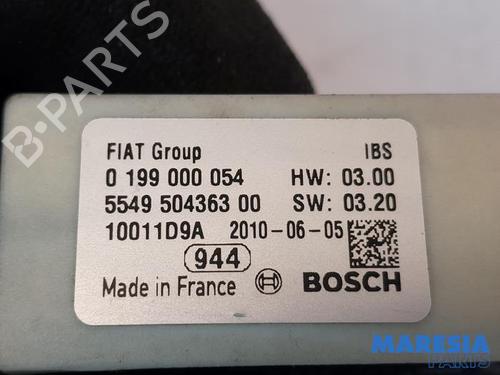 FIAT Group IBS
0 199 000 054 HW: 03.00
5549 504363 00 SW: 03.20
10011D9A 2010-06-05
944
Made in France BOSCH
B-PARTS
MARESIA
PARTS